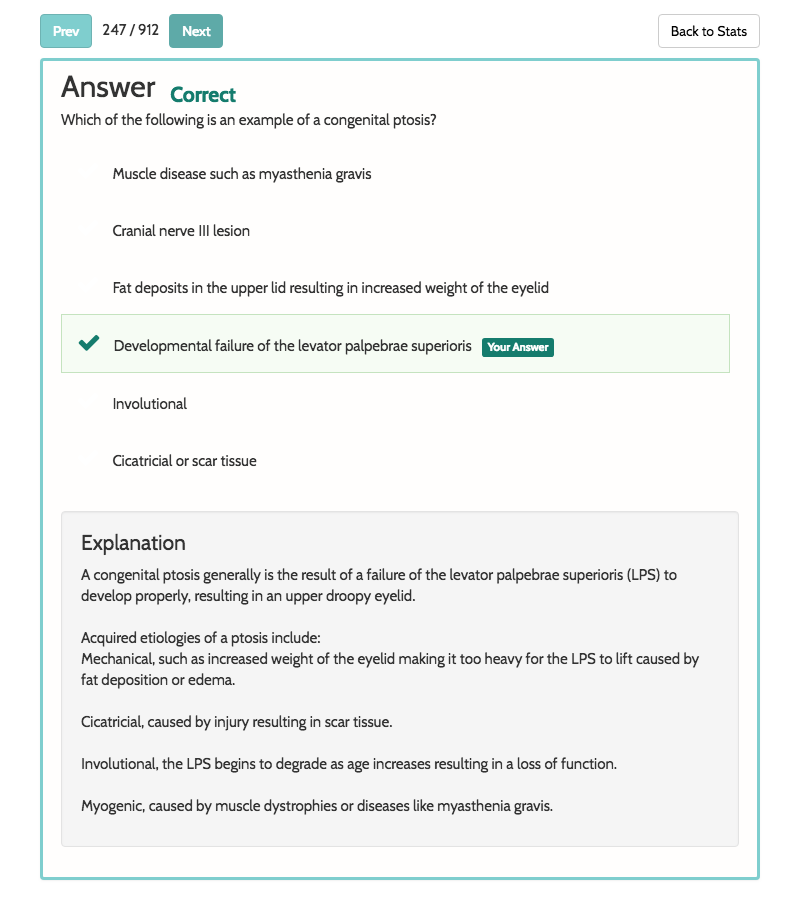 Prev 247 / 912 Next Back to Stats
Answer Correct
Which of the following is an example of a congenital ptosis?
Muscle disease such as myasthenia gravis
Cranial nerve III lesion
Fat deposits in the upper lid resulting in increased weight of the eyelid
Developmental failure of the levator palpebrae superioris Your Answer
Involutional
Cicatricial or scar tissue
Explanation
A congenital ptosis generally is the result of a failure of the levator palpebrae superioris (LPS) to
develop properly, resulting in an upper droopy eyelid.
Acquired etiologies of a ptosis include:
Mechanical, such as increased weight of the eyelid making it too heavy for the LPS to lift caused by
fat deposition or edema.
Cicatricial, caused by injury resulting in scar tissue.
Involutional, the LPS begins to degrade as age increases resulting in a loss of function.
Myogenic, caused by muscle dystrophies or diseases like myasthenia gravis.